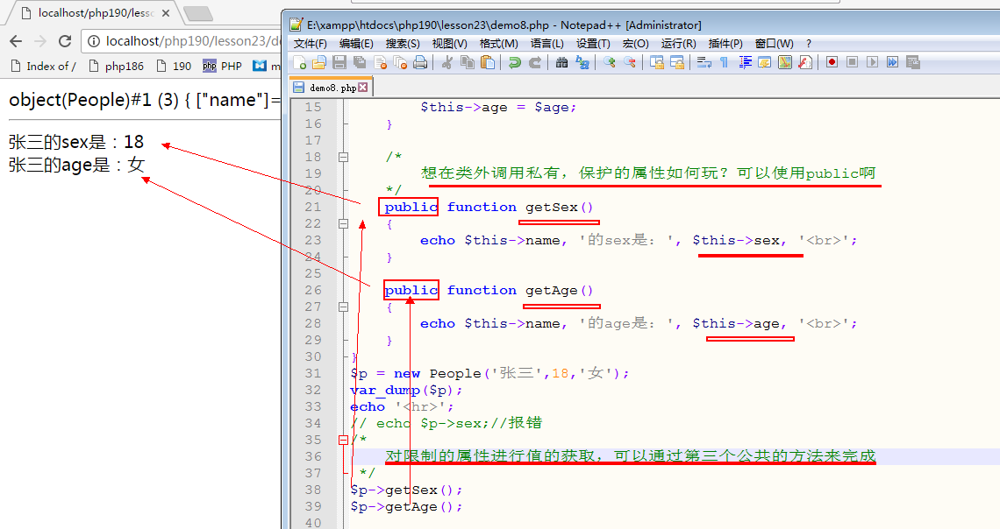 localhost/php190/lesso
localhost/php190/lesson23/de
Index of /
php186
190
php
PHP
m
object(People)#1 (3) { ["name"]=
张三的sex是：18
张三的age是：女
E:\xampp\htdocs\php190\lesson23\demo8.php - Notepad++ [Administrator]
文件(F) 编辑(E) 搜索(S) 视图(V) 格式(M) 语言(L) 设置(T) 宏(O) 运行(R) 插件(P) 窗口(W) ?
demo8.php
15 $this->age = $age;
16 }
17
18 /*
19 想在类外调用私有，保护的属性如何玩？可以使用public啊
20 */
21 public function getSex()
22 {
23 echo $this->name, '的sex是：', $this->sex, '<br>';
24 }
25
26 public function getAge()
27 {
28 echo $this->name, '的age是：', $this->age, '<br>';
29 }
30 }
31 $p = new People('张三',18,'女');
32 var_dump($p);
33 echo '<hr>';
34 // echo $p->sex;//报错
35 /*
36 对限制的属性进行值的获取，可以通过第三个公共的方法来完成
37 */
38 $p->getSex();
39 $p->getAge();
40